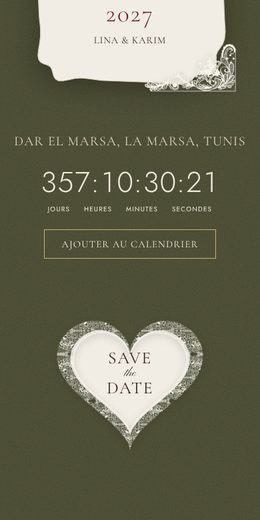 2027
LINA & KARIM
DAR EL MARSA, LA MARSA, TUNIS
357:10:30:21
JOURS HEURES MINUTES SECONDES
AJOUTER AU CALENDRIER
SAVE
the
DATE